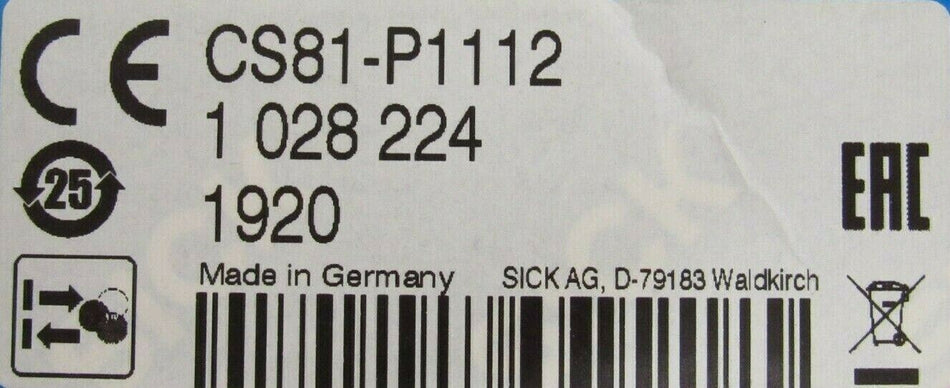 CE CS81-P1112
1 028 224
25
EAC
1920
Made in Germany SICK AG, D-79183 Waldkirch